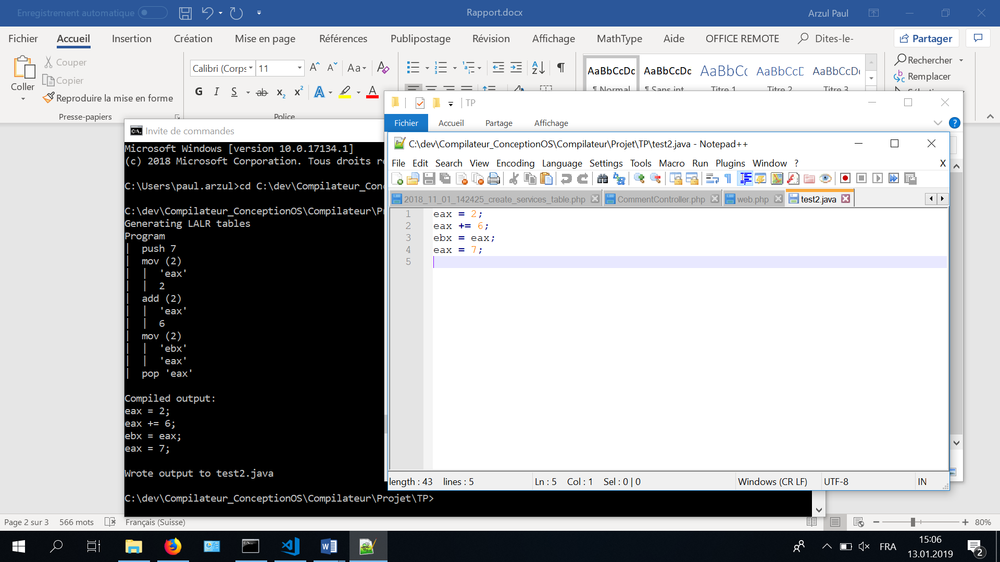 Enregistrement automatique
Rapport.docx
Arzul Paul
Fichier Accueil Insertion Création Mise en page Références Publipostage Révision Affichage MathType Aide OFFICE REMOTE Dites-le- Partager
Coller
Couper
Copier
Reproduire la mise en forme
Presse-papiers
Calibri (Corps 11
Aa
G I S ab x₂ x² A A
Police
AaBbCcDc AaBbCcDc AaBbCc AaBbCcD AaBbCcDc
¶ Normal ¶ Sans int... Titre 1 Titre 2 Titre 3
Rechercher
Remplacer
TP
Fichier Accueil Partage Affichage
Invite de commandes
Microsoft Windows [version 10.0.17134.1]
(c) 2018 Microsoft Corporation. Tous droits
C:\Users\paul.arzul>cd C:\dev\Compilateur_Con
C:\dev\Compilateur_ConceptionOS\Compilateur\P
Generating LALR tables
Program
| push 7
| mov (2)
| | 'eax'
| | 2
| add (2)
| | 'eax'
| | 6
| mov (2)
| | 'ebx'
| | 'eax'
| pop 'eax'
Compiled output:
eax = 2;
eax += 6;
ebx = eax;
eax = 7;
Wrote output to test2.java
C:\dev\Compilateur_ConceptionOS\Compilateur\Projet\TP>
C:\dev\Compilateur_ConceptionOS\Compilateur\Projet\TP\test2.java - Notepad++
File Edit Search View Encoding Language Settings Tools Macro Run Plugins Window ? X
2018_11_01_142425_create_services_table.php CommentController.php web.php test2.java
1 eax = 2;
2 eax += 6;
3 ebx = eax;
4 eax = 7;
5
length : 43 lines : 5 Ln : 5 Col : 1 Sel : 0 | 0 Windows (CR LF) UTF-8 IN
Page 2 sur 3 566 mots Français (Suisse) 80%
FRA
15:06
13.01.2019
2